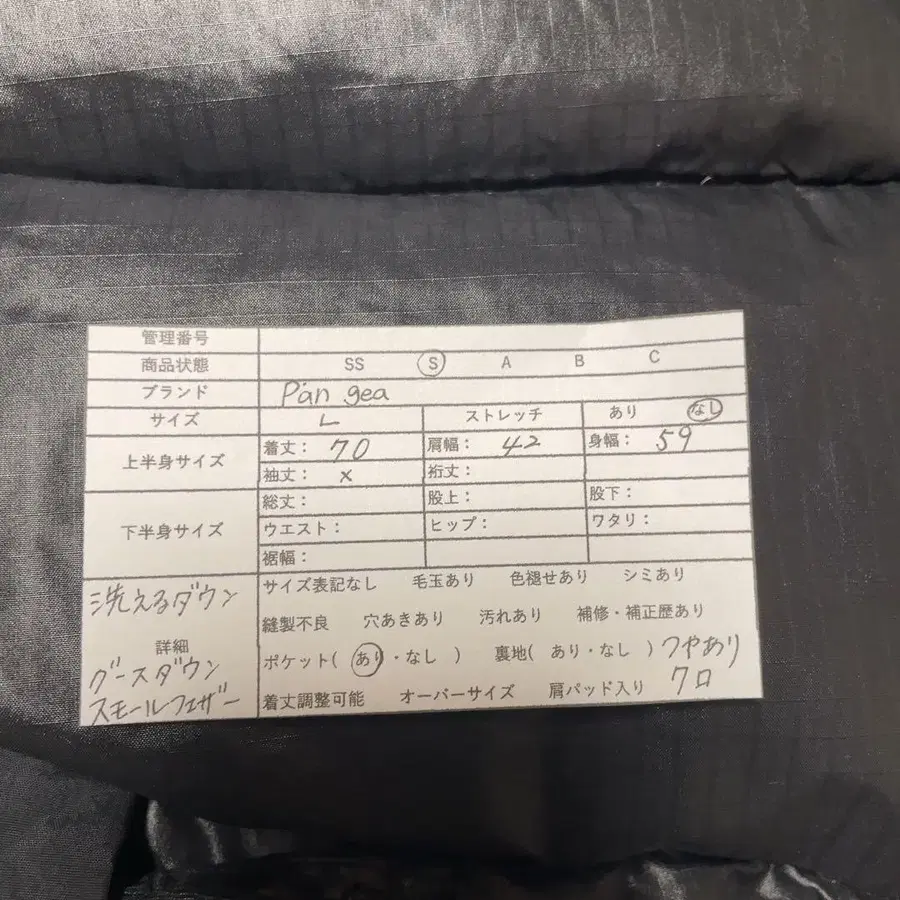 管理番号
商品状態 SS S A B C
ブランド Pangea
サイズ L ストレッチ あり なし
上半身サイズ 着丈: 70 肩幅: 42 身幅: 59
袖丈: × 裄丈:
下半身サイズ 総丈: 股上: 股下:
ウエスト: ヒップ: ワタリ:
裾幅:
洗えるダウン サイズ表記なし 毛玉あり 色褪せあり シミあり
縫製不良 穴あきあり 汚れあり 補修・補正歴あり
詳細
グースダウン ポケット( あり・なし ) 裏地( あり・なし ) つやあり
スモールフェザー 着丈調整可能 オーバーサイズ 肩パッド入り クロ